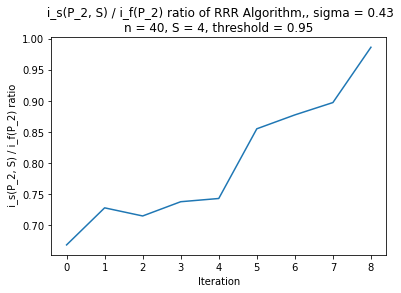 i_s(P_2, S) / i_f(P_2) ratio of RRR Algorithm,, sigma = 0.43
n = 40, S = 4, threshold = 0.95
i_s(P_2, S) / i_f(P_2) ratio
1.00
0.95
0.90
0.85
0.80
0.75
0.70
0 1 2 3 4 5 6 7 8
Iteration